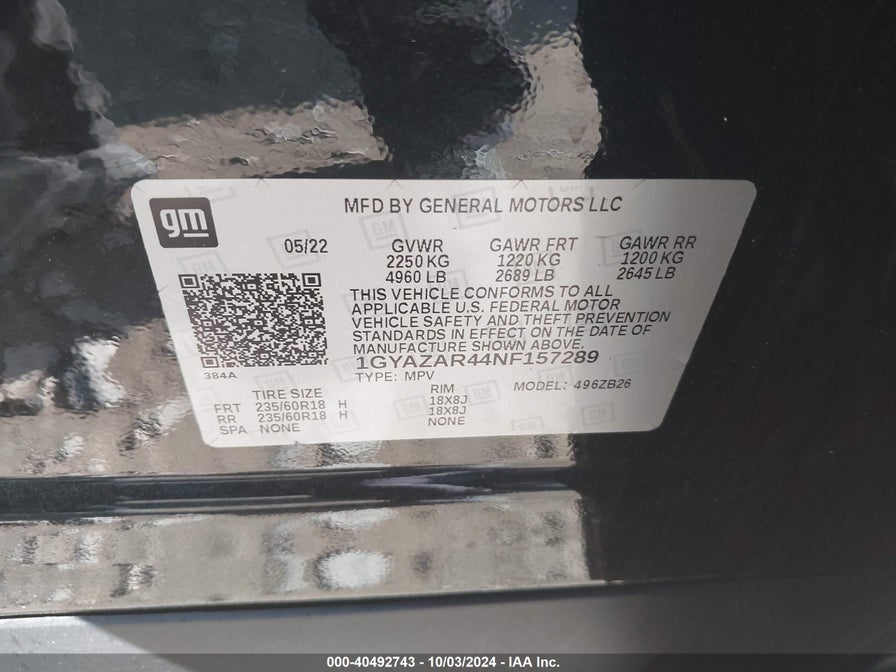 gm
MFD BY GENERAL MOTORS LLC
05/22 GVWR GAWR FRT GAWR RR
2250 KG 1220 KG 1200 KG
4960 LB 2689 LB 2645 LB
THIS VEHICLE CONFORMS TO ALL
APPLICABLE U.S. FEDERAL MOTOR
VEHICLE SAFETY AND THEFT PREVENTION
STANDARDS IN EFFECT ON THE DATE OF
MANUFACTURE SHOWN ABOVE.
1GYAZAR44NF157289
384A
TYPE: MPV MODEL: 496ZB26
TIRE SIZE RIM
FRT 235/60R18 H 18X8J
RR 235/60R18 H 18X8J
SPA NONE NONE
000-40492743 - 10/03/2024 - IAA Inc.